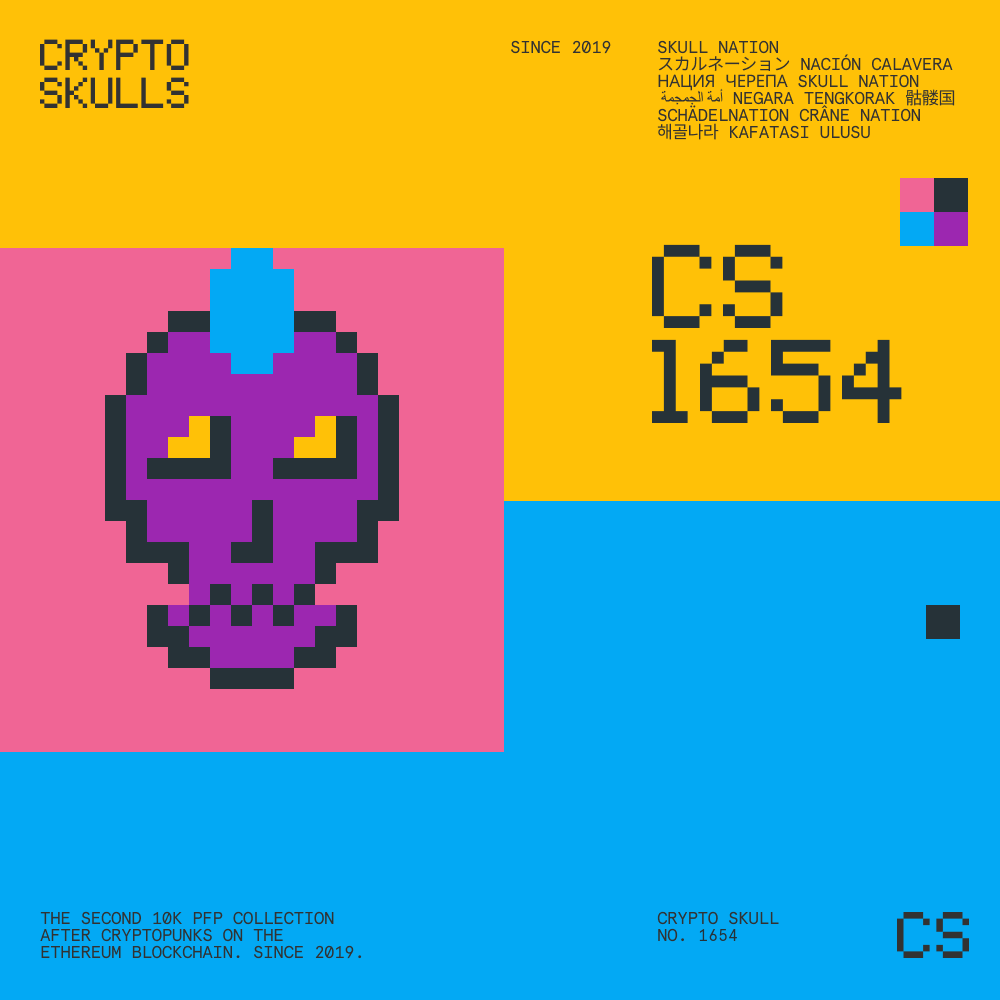 CRYPTO
SKULLS
SINCE 2019
SKULL NATION
スカルネーション NACIÓN CALAVERA
НАЦИЯ ЧЕРЕПА SKULL NATION
أمة الجمجمة NEGARA TENGKORAK 骷髅国
SCHÄDELNATION CRÂNE NATION
해골나라 KAFATASI ULUSU
CS
1654
THE SECOND 10K PFP COLLECTION
AFTER CRYPTOPUNKS ON THE
ETHEREUM BLOCKCHAIN. SINCE 2019.
CRYPTO SKULL
NO. 1654
CS